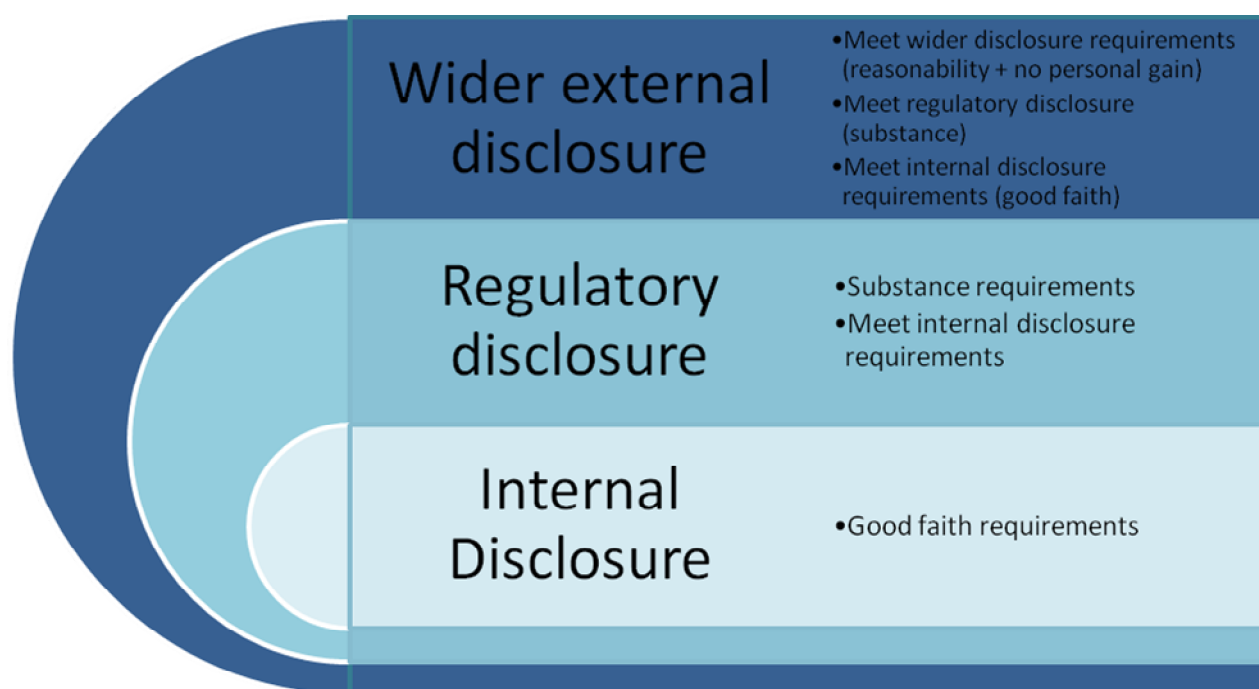 Wider external
disclosure
•Meet wider disclosure requirements
(reasonability + no personal gain)
•Meet regulatory disclosure
(substance)
•Meet internal disclosure
requirements (good faith)
Regulatory
disclosure
•Substance requirements
•Meet internal disclosure
requirements
Internal
Disclosure
•Good faith requirements